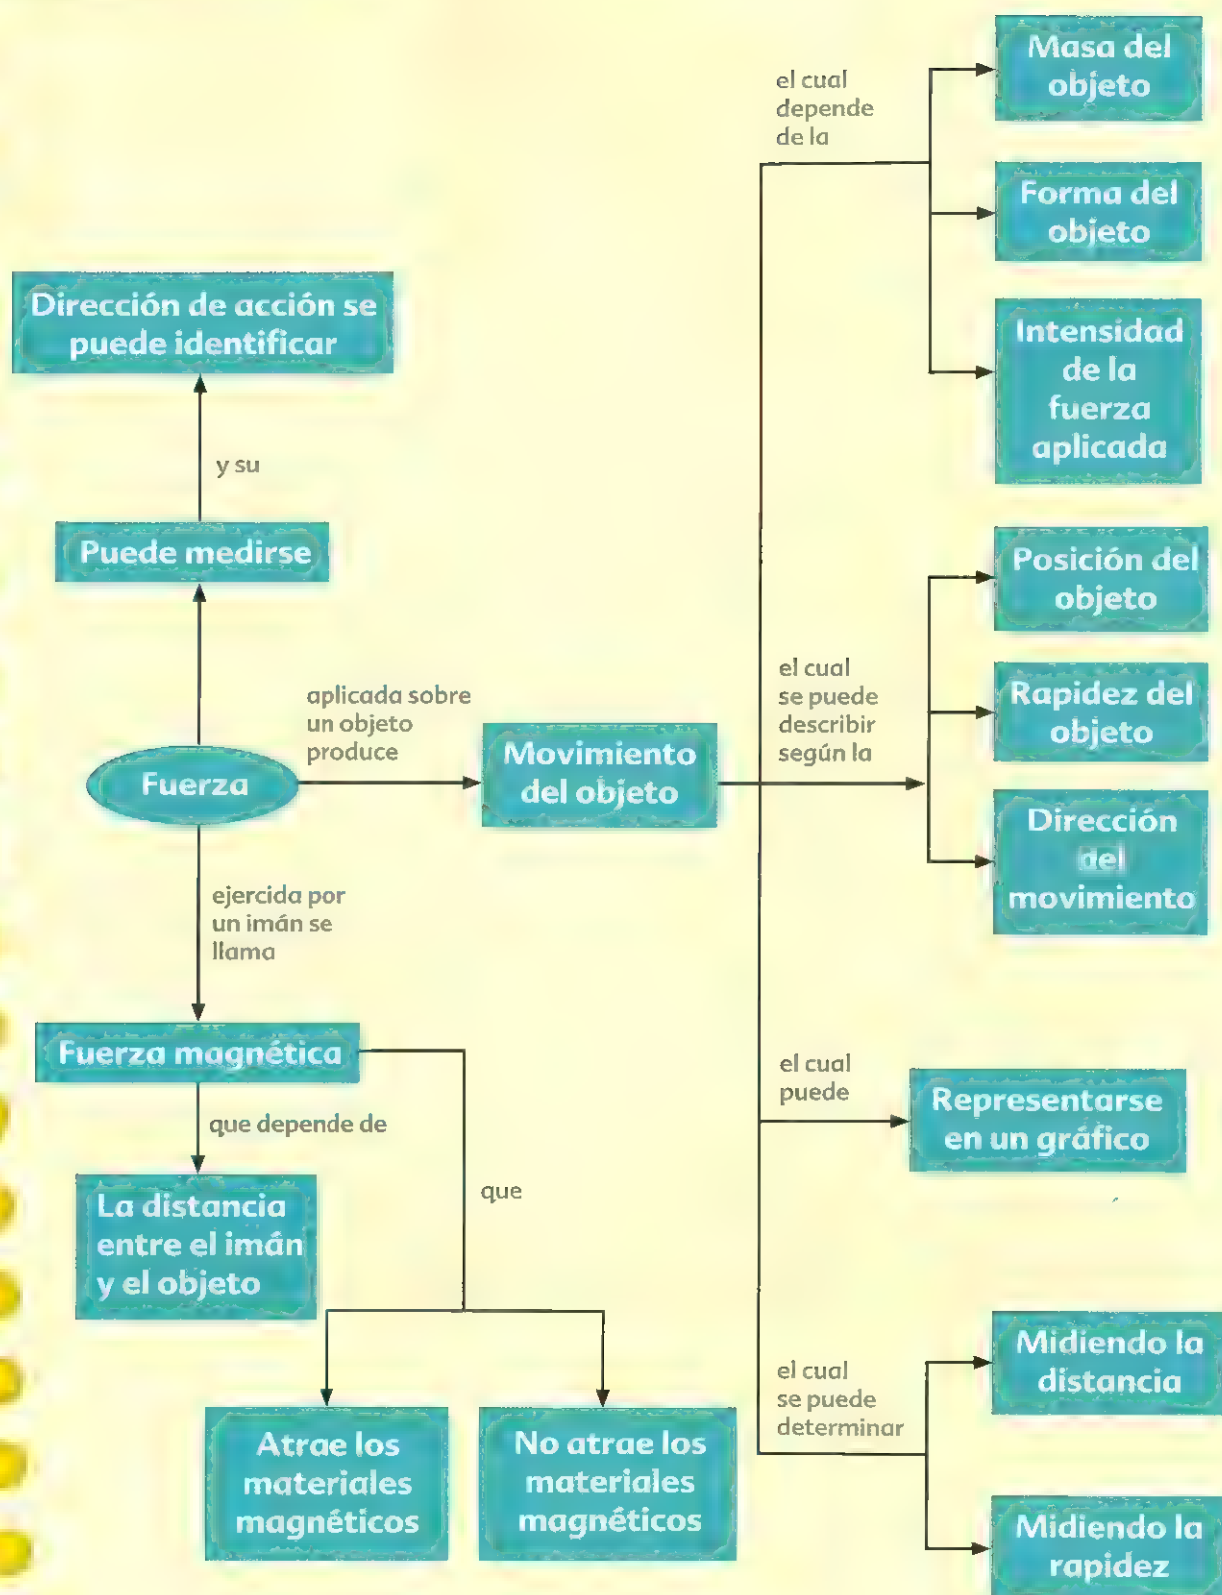 el cual
depende
de la
Masa del
objeto
Forma del
objeto
Intensidad
de la
fuerza
aplicada
Dirección de acción se
puede identificar
y su
Puede medirse
aplicada sobre
un objeto
produce
Fuerza
Movimiento
del objeto
el cual
se puede
describir
según la
Posición del
objeto
Rapidez del
objeto
Dirección
del
movimiento
ejercida por
un imán se
llama
Fuerza magnética
que depende de
La distancia
entre el imán
y el objeto
que
Atrae los
materiales
magnéticos
No atrae los
materiales
magnéticos
el cual
puede
Representarse
en un gráfico
el cual
se puede
determinar
Midiendo la
distancia
Midiendo la
rapidez